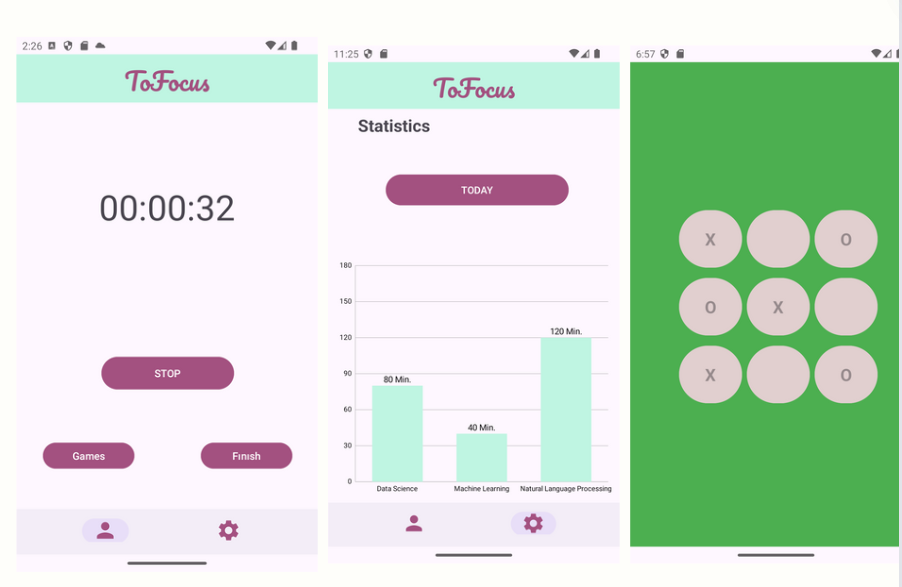 2:26
ToFocus
00:00:32
STOP
Games Finish
11:25
ToFocus
Statistics
TODAY
180
150
120
90
60
30
0
120 Min.
80 Min.
40 Min.
Data Science Machine Learning Natural Language Processing
6:57
X O
O X
X O